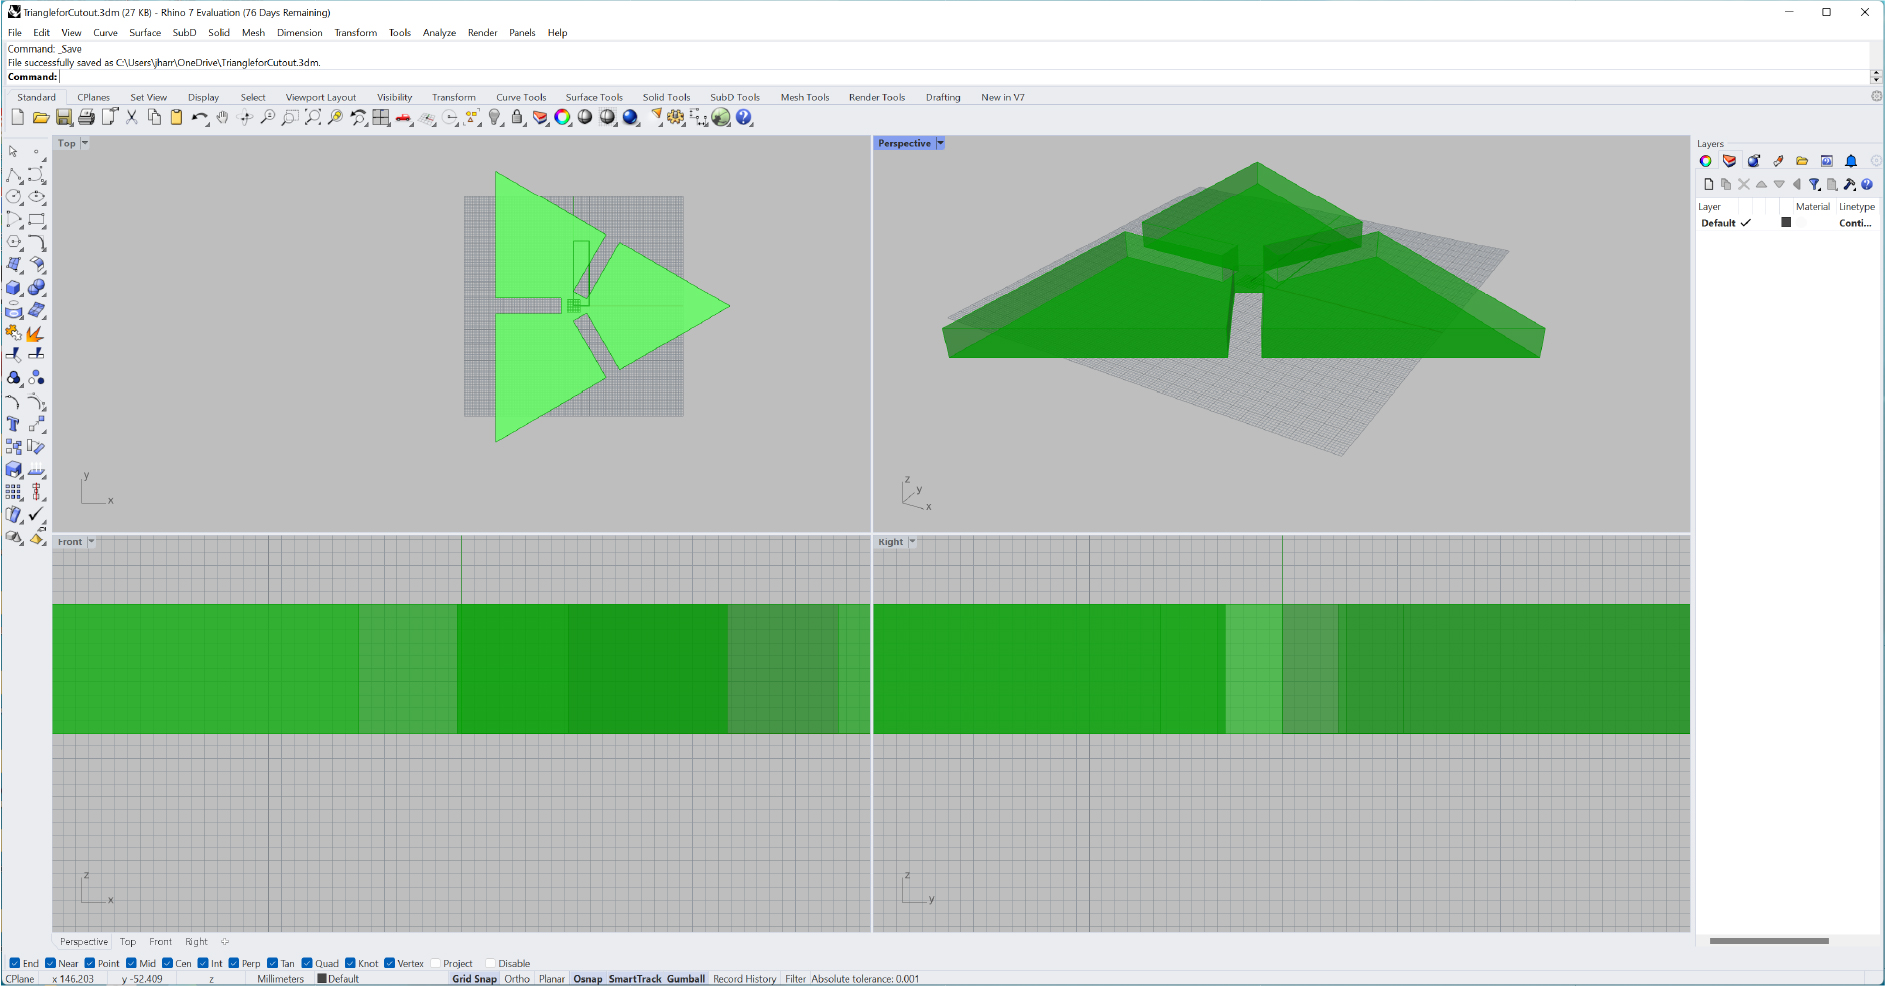 TriangleforCutout.3dm (27 KB) - Rhino 7 Evaluation (76 Days Remaining)
File Edit View Curve Surface SubD Solid Mesh Dimension Transform Tools Analyze Render Panels Help
Command: _Save
File successfully saved as C:\Users\jharr\OneDrive\TriangleforCutout.3dm.
Command:
Standard CPlanes Set View Display Select Viewport Layout Visibility Transform Curve Tools Surface Tools Solid Tools SubD Tools Mesh Tools Render Tools Drafting New in V7
Top
Perspective
Layers
Layer Material Linetype
Default Conti...
y
x
z
y
x
Front
Right
z
x
z
y
Perspective Top Front Right
End Near Point Mid Cen Int Perp Tan Quad Knot Vertex Project Disable
CPlane x 146.203 y -52.409 z Millimeters Default Grid Snap Ortho Planar Osnap SmartTrack Gumball Record History Filter Absolute tolerance: 0.001